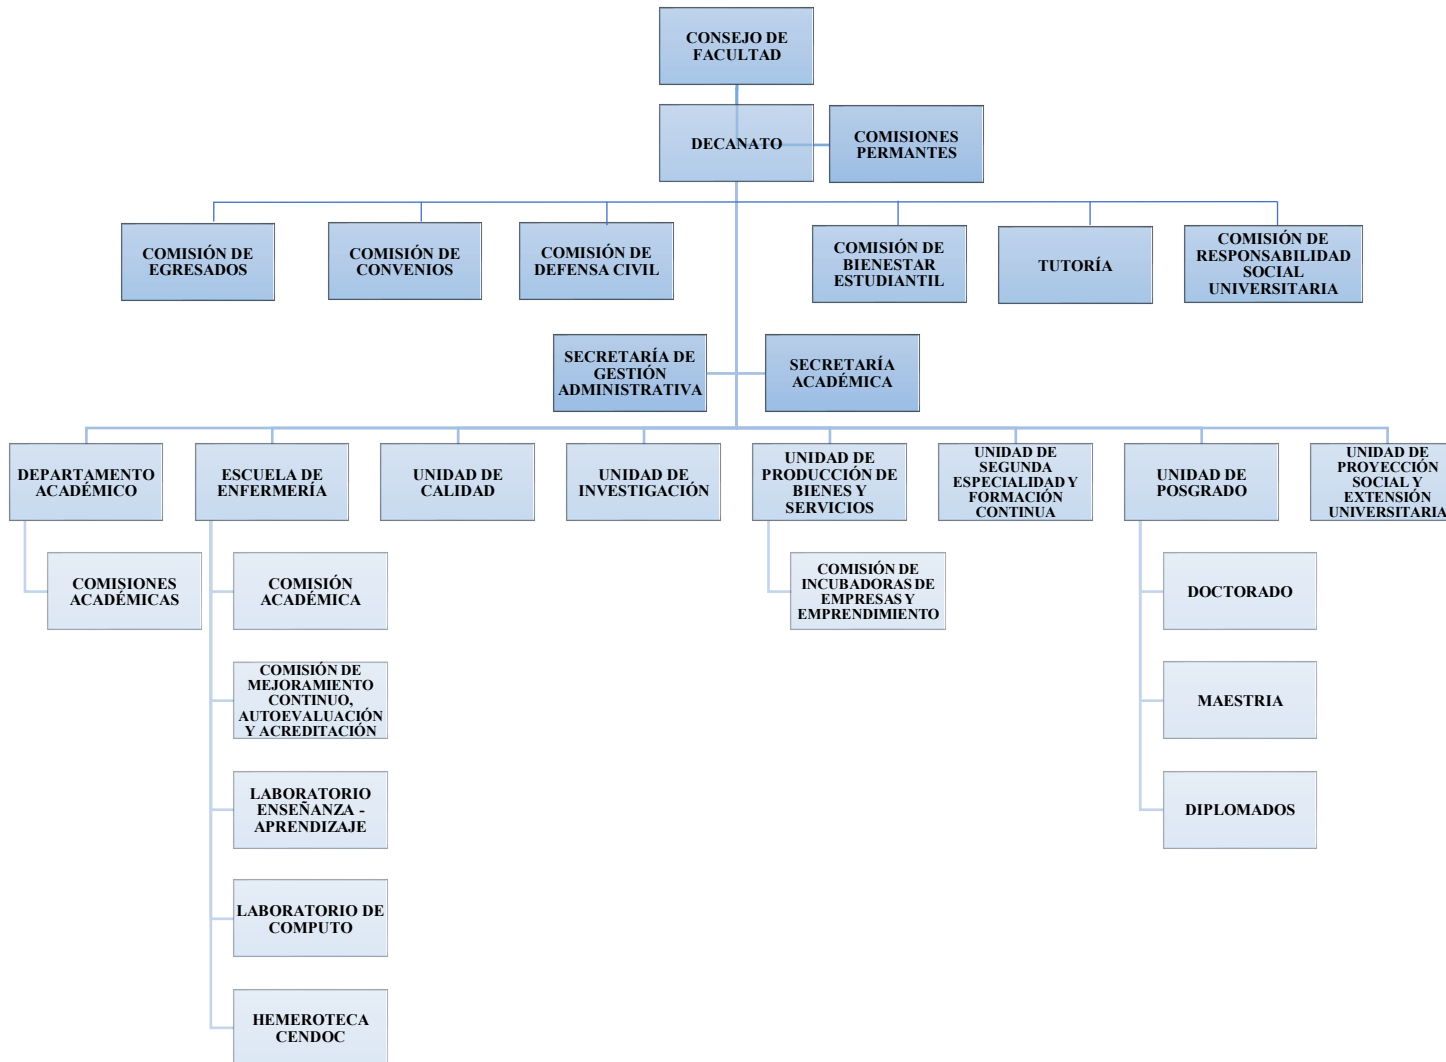 CONSEJO DE
FACULTAD
DECANATO
COMISIONES
PERMANTES
COMISIÓN DE
EGRESADOS
COMISIÓN DE
CONVENIOS
COMISIÓN DE
DEFENSA CIVIL
COMISIÓN DE
BIENESTAR
ESTUDIANTIL
TUTORÍA
COMISIÓN DE
RESPONSABILIDAD
SOCIAL
UNIVERSITARIA
SECRETARÍA DE
GESTIÓN
ADMINISTRATIVA
SECRETARÍA
ACADÉMICA
DEPARTAMENTO
ACADÉMICO
ESCUELA DE
ENFERMERÍA
UNIDAD DE
CALIDAD
UNIDAD DE
INVESTIGACIÓN
UNIDAD DE
PRODUCCIÓN DE
BIENES Y
SERVICIOS
UNIDAD DE
SEGUNDA
ESPECIALIDAD Y
FORMACIÓN
CONTINUA
UNIDAD DE
POSGRADO
UNIDAD DE
PROYECCIÓN
SOCIAL Y
EXTENSIÓN
UNIVERSITARIA
COMISIONES
ACADÉMICAS
COMISIÓN
ACADÉMICA
COMISIÓN DE
MEJORAMIENTO
CONTINUO,
AUTOEVALUACIÓN
Y ACREDITACIÓN
LABORATORIO
ENSEÑANZA -
APRENDIZAJE
LABORATORIO DE
COMPUTO
HEMEROTECA
CENDOC
COMISIÓN DE
INCUBADORAS DE
EMPRESAS Y
EMPRENDIMIENTO
DOCTORADO
MAESTRIA
DIPLOMADOS